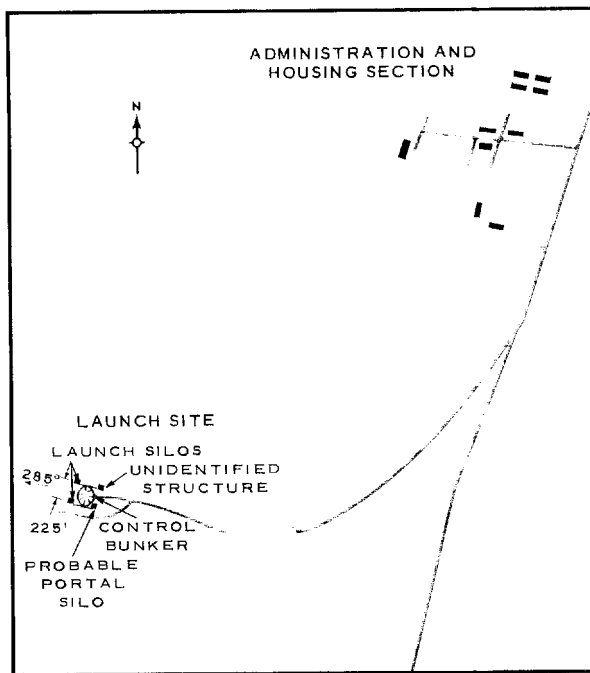 ADMINISTRATION AND
HOUSING SECTION
N
LAUNCH SITE
LAUNCH SILOS
285°
UNIDENTIFIED
STRUCTURE
225'
CONTROL
BUNKER
PROBABLE
PORTAL
SILO